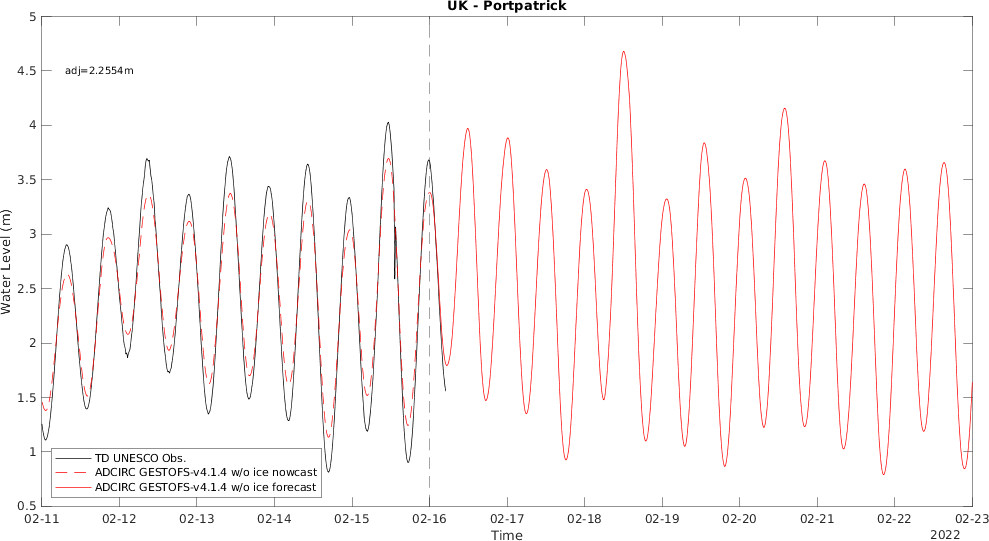 UK - Portpatrick
5
4.5
4
3.5
3
2.5
2
1.5
1
0.5
Water Level (m)
adj=2.2554m
TD UNESCO Obs.
ADCIRC GESTOFS-v4.1.4 w/o ice nowcast
ADCIRC GESTOFS-v4.1.4 w/o ice forecast
02-11 02-12 02-13 02-14 02-15 02-16 02-17 02-18 02-19 02-20 02-21 02-22 02-23
Time
2022